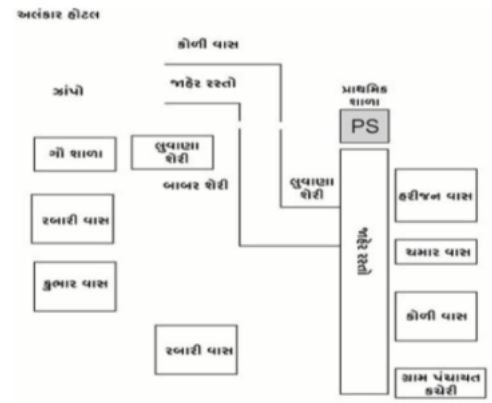 અલંકાર હોટલ
કોળી વાસ
જાહેર રસ્તો
ઝાંપો
પ્રાથમિક
શાળા
PS
ગૌ શાળા
લુવાણા
શેરી
બાબર શેરી
લુવાણા
શેરી
હરીજન વાસ
રબારી વાસ
જાહેર રસ્તો
ચમાર વાસ
કુભાર વાસ
કોળી વાસ
રબારી વાસ
ગ્રામ પંચાયત
કચેરી